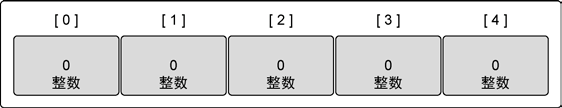 [ 0 ] [ 1 ] [ 2 ] [ 3 ] [ 4 ]
0 0 0 0 0
整数 整数 整数 整数 整数